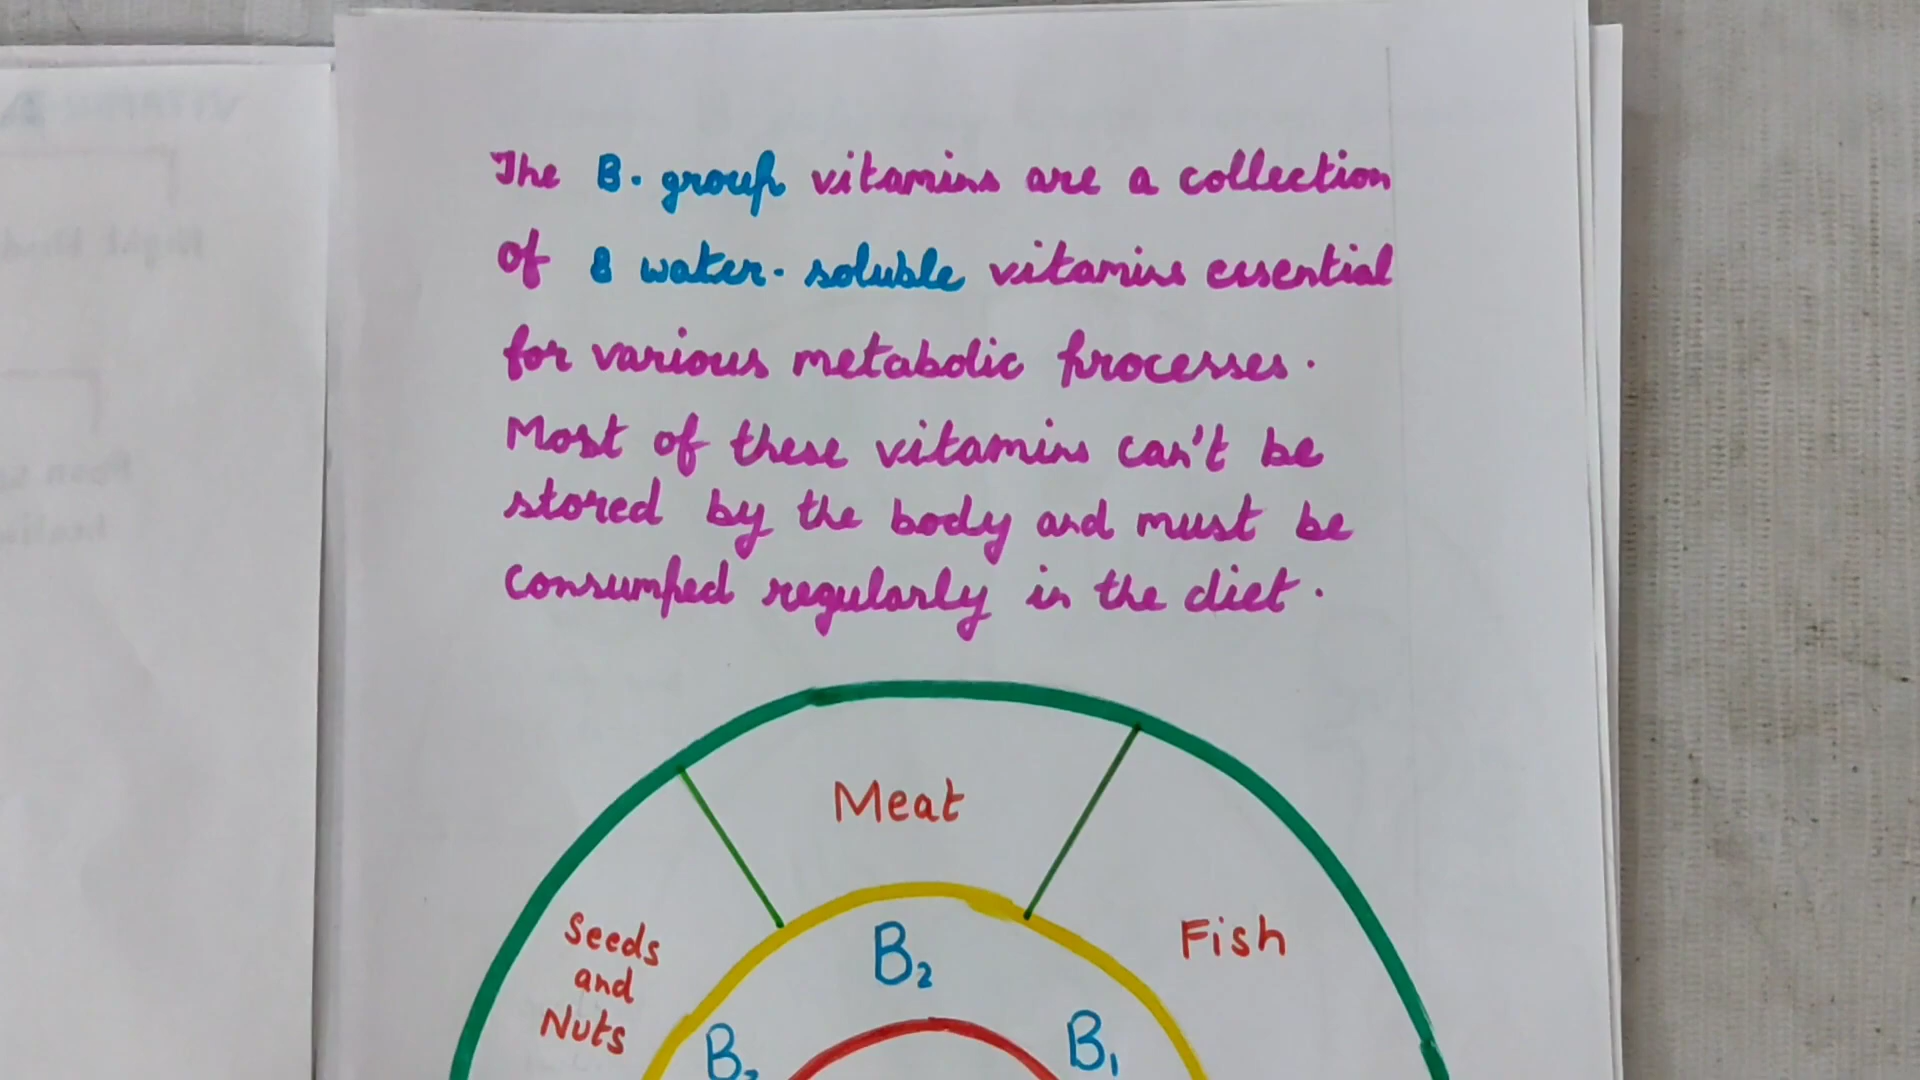 The B-group vitamins are a collection
of 8 water-soluble vitamins essential
for various metabolic processes.
Most of these vitamins can't be
stored by the body and must be
consumed regularly in the diet.
Meat
Seeds
and
Nuts
Fish
B₂
B₁